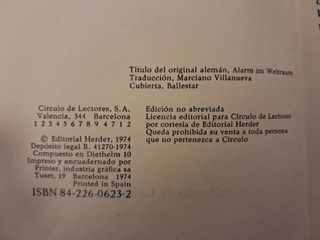 Título del original alemán, Alarm im Weltraum
Traducción, Marciano Villanueva
Cubierta, Ballestar
Círculo de Lectores, S.A.
Valencia, 344 Barcelona
1 2 3 4 5 6 7 8 9 7 4 1 2
© Editorial Herder, 1974
Depósito legal B. 41270-1974
Compuesto en Diethelm 10
Impreso y encuadernado por
Printer, industria gráfica sa
Tuset, 19 Barcelona 1974
Printed in Spain
ISBN 84-226-0623-2
Edición no abreviada
Licencia editorial para Círculo de Lectores
por cortesía de Editorial Herder
Queda prohibida su venta a toda persona
que no pertenezca a Círculo